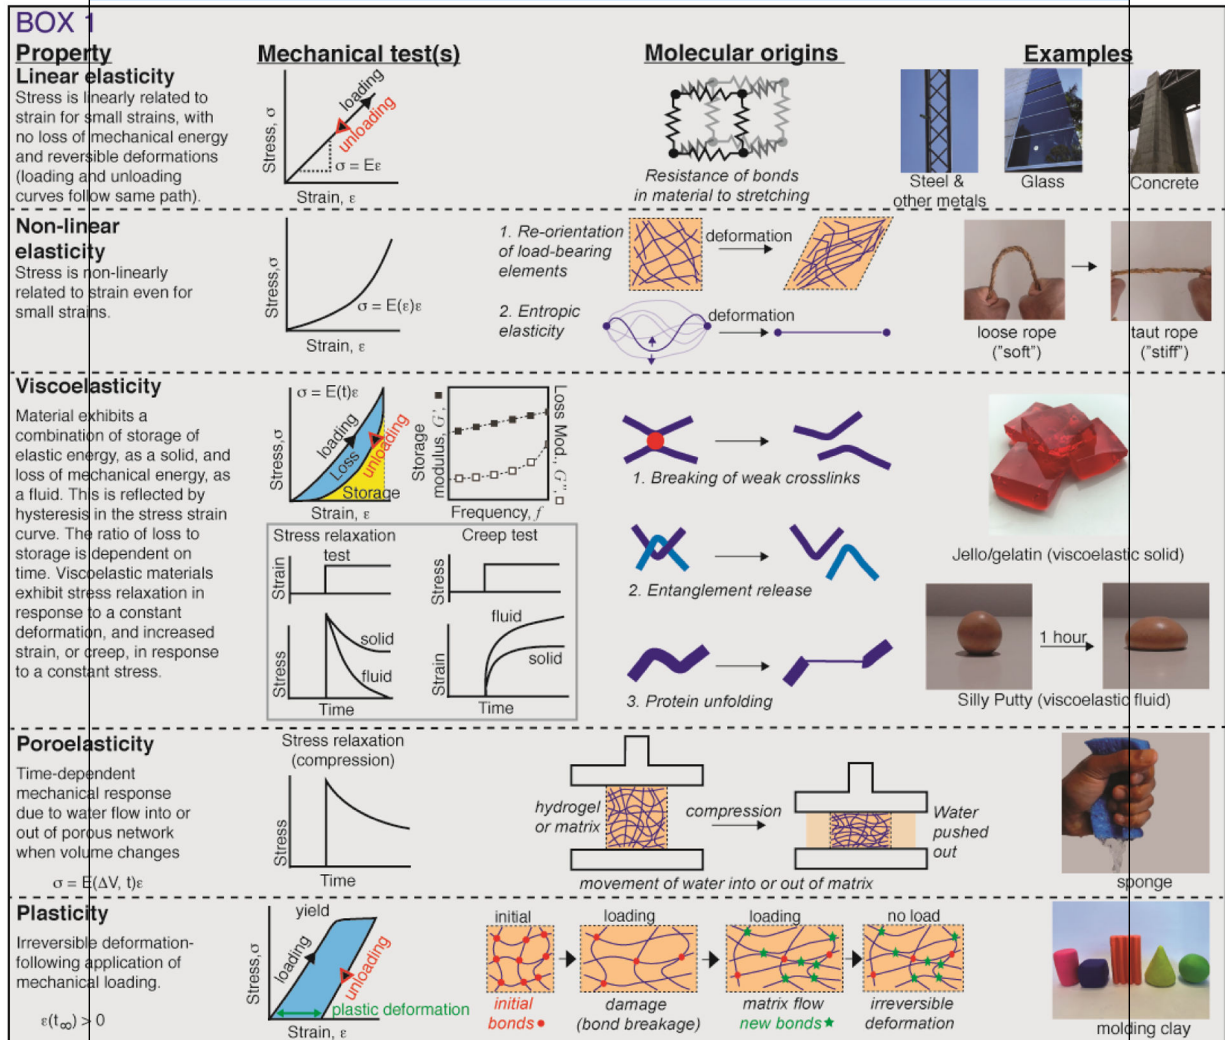 BOX 1
Property
Mechanical test(s)
Molecular origins
Examples
Linear elasticity
Stress is linearly related to
strain for small strains, with
no loss of mechanical energy
and reversible deformations
(loading and unloading
curves follow same path).
Stress, σ
loading
unloading
σ = Eε
Strain, ε
Resistance of bonds
in material to stretching
Steel &
other metals
Glass
Concrete
Non-linear
elasticity
Stress is non-linearly
related to strain even for
small strains.
Stress,σ
σ = E(ε)ε
Strain, ε
1. Re-orientation
of load-bearing
elements
deformation
2. Entropic
elasticity
deformation
loose rope
("soft")
taut rope
("stiff")
Viscoelasticity
Material exhibits a
combination of storage of
elastic energy, as a solid, and
loss of mechanical energy, as
a fluid. This is reflected by
hysteresis in the stress strain
curve. The ratio of loss to
storage is dependent on
time. Viscoelastic materials
exhibit stress relaxation in
response to a constant
deformation, and increased
strain, or creep, in response
to a constant stress.
σ = E(t)ε
Stress,σ
loading
Loss
unloading
Storage
Strain, ε
Storage
modulus, G', ■
Loss Mod., G'', □
Frequency, f
Stress relaxation
test
Strain
Stress
solid
fluid
Time
Creep test
Stress
Strain
fluid
solid
Time
1. Breaking of weak crosslinks
2. Entanglement release
3. Protein unfolding
Jello/gelatin (viscoelastic solid)
1 hour
Silly Putty (viscoelastic fluid)
Poroelasticity
Time-dependent
mechanical response
due to water flow into or
out of porous network
when volume changes
σ = E(ΔV, t)ε
Stress relaxation
(compression)
Stress
Time
hydrogel
or matrix
compression
Water
pushed
out
movement of water into or out of matrix
sponge
Plasticity
Irreversible deformation-
following application of
mechanical loading.
ε(t∞) > 0
yield
Stress,σ
loading
unloading
plastic deformation
Strain, ε
initial
loading
loading
no load
initial
bonds ●
damage
(bond breakage)
matrix flow
new bonds ★
irreversible
deformation
molding clay